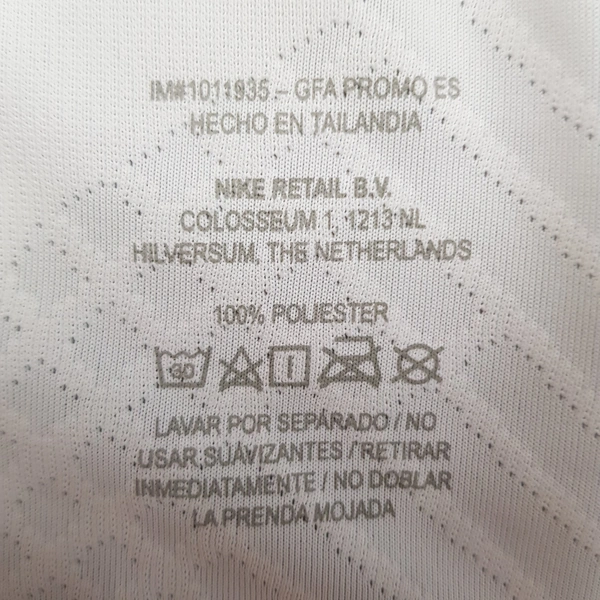 IM#1011935 – GFA PROMO ES
HECHO EN TAILANDIA
NIKE RETAIL B.V.
COLOSSEUM 1, 1213 NL
HILVERSUM, THE NETHERLANDS
100% POLIESTER
30
LAVAR POR SEPARADO / NO
USAR SUAVIZANTES / RETIRAR
INMEDIATAMENTE / NO DOBLAR
LA PRENDA MOJADA